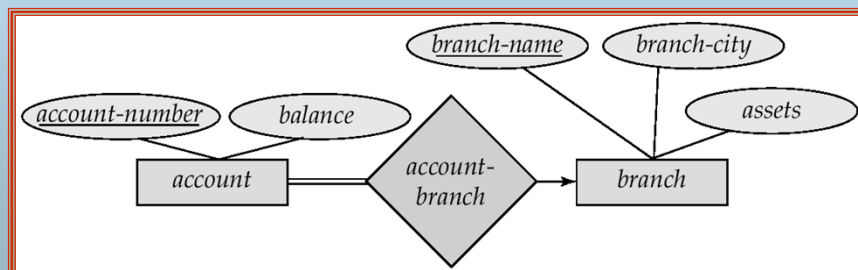 branch-name
branch-city
account-number
balance
assets
account
account-
branch
branch